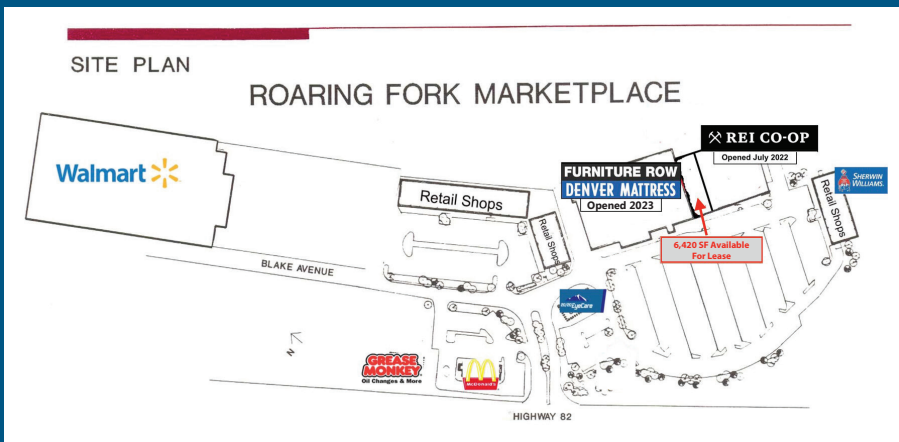 SITE PLAN
ROARING FORK MARKETPLACE
REI CO-OP
Opened July 2022
Walmart
FURNITURE ROW
DENVER MATTRESS
Opened 2023
SHERWIN
WILLIAMS.
Retail Shops
Retail Shops
Retail Shops
6,420 SF Available
For Lease
BLAKE AVENUE
EyeCare
N
GREASE
MONKEY
Oil Changes & More
McDonald's
HIGHWAY 82